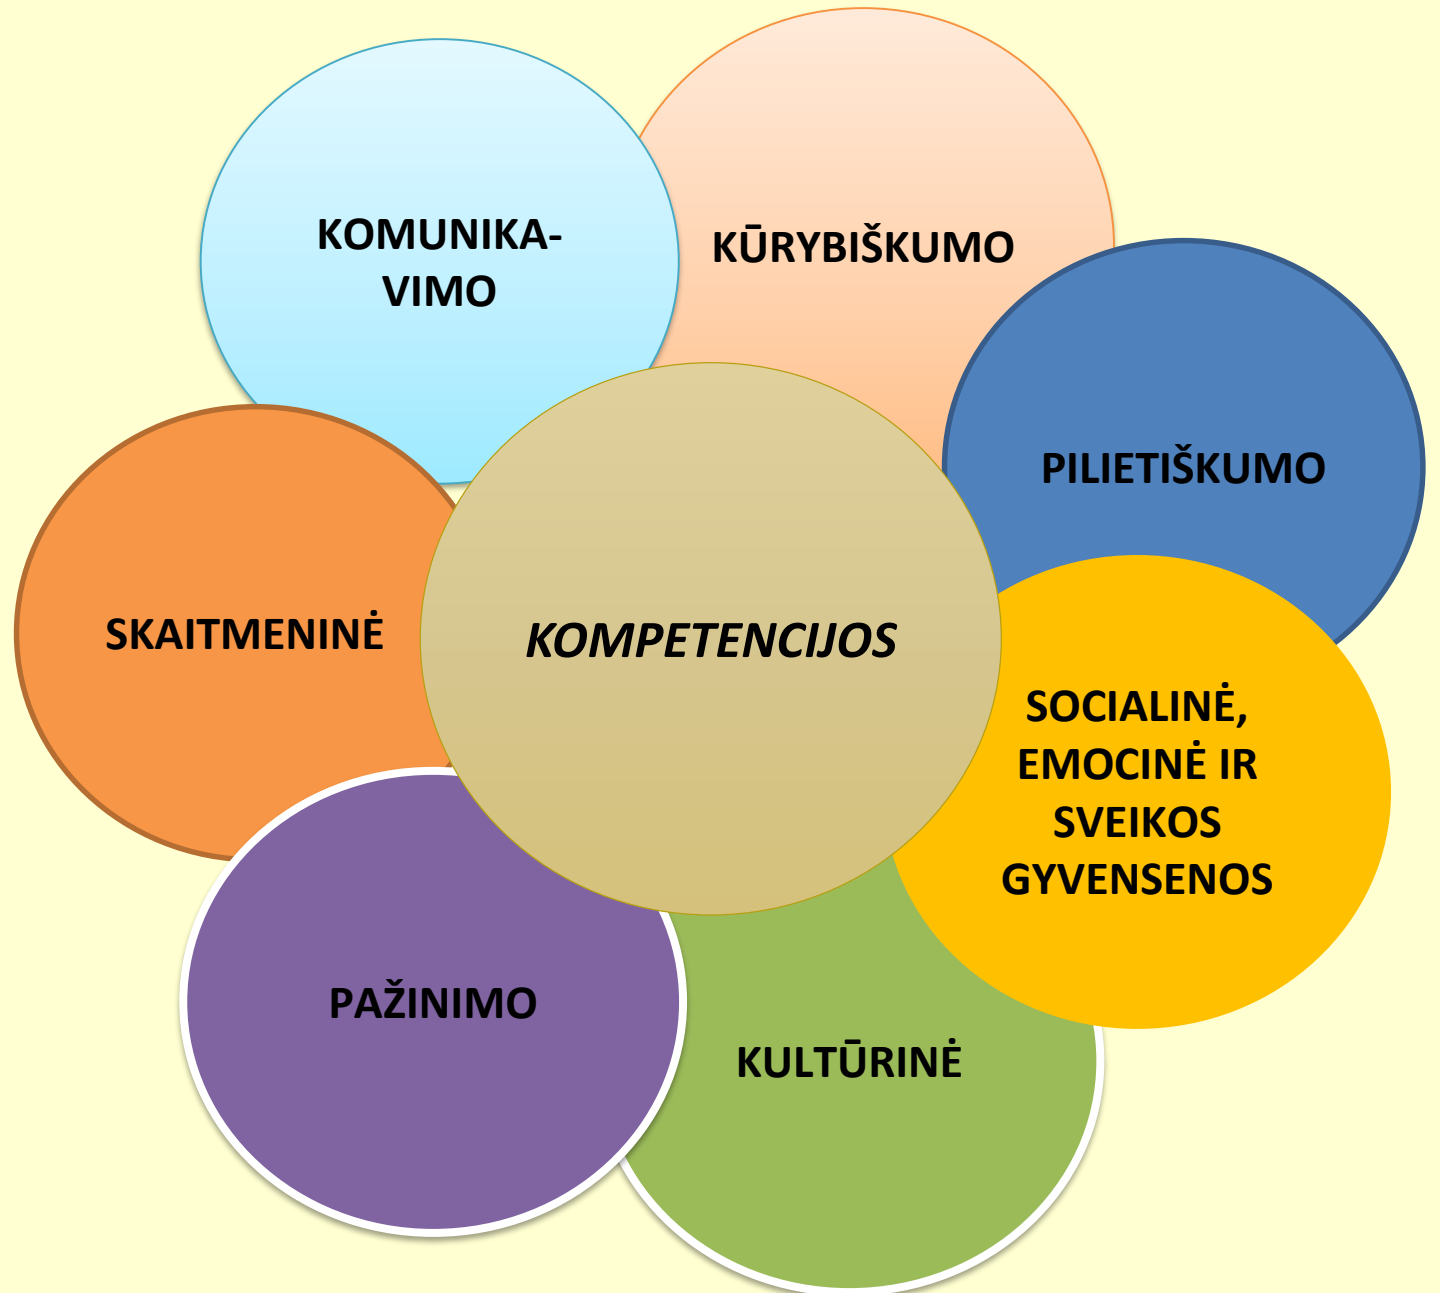 KOMUNIKA-
VIMO
KŪRYBIŠKUMO
PILIETIŠKUMO
SKAITMENINĖ
KOMPETENCIJOS
SOCIALINĖ,
EMOCINĖ IR
SVEIKOS
GYVENSENOS
PAŽINIMO
KULTŪRINĖ